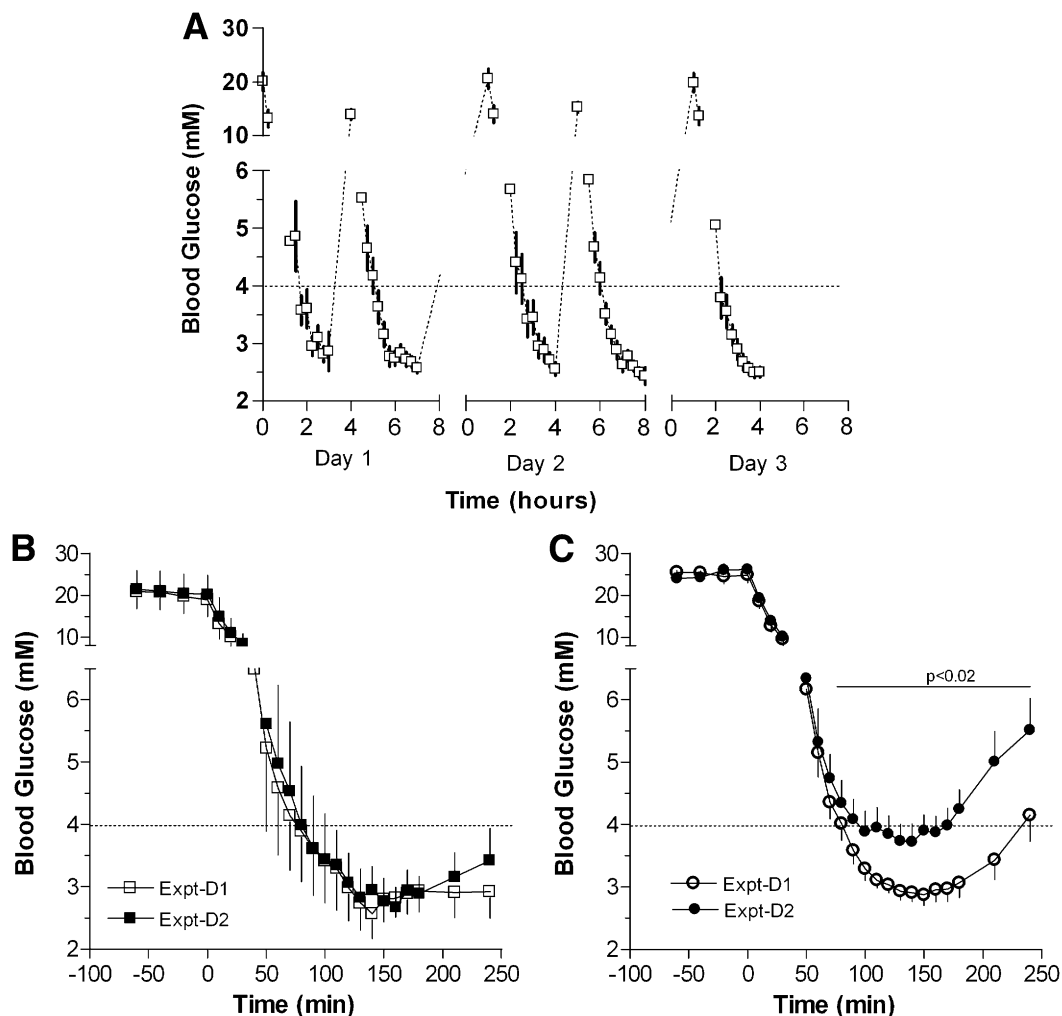 A
Blood Glucose (mM)
30
20
10
6
5
4
3
2
0 2 4 6 8 0 2 4 6 8 0 2 4 6 8
Day 1 Day 2 Day 3
Time (hours)
B
Blood Glucose (mM)
30
20
10
6
5
4
3
2
Expt-D1
Expt-D2
-100 -50 0 50 100 150 200 250
Time (min)
C
Blood Glucose (mM)
30
20
10
p<0.02
6
5
4
3
2
Expt-D1
Expt-D2
-100 -50 0 50 100 150 200 250
Time (min)